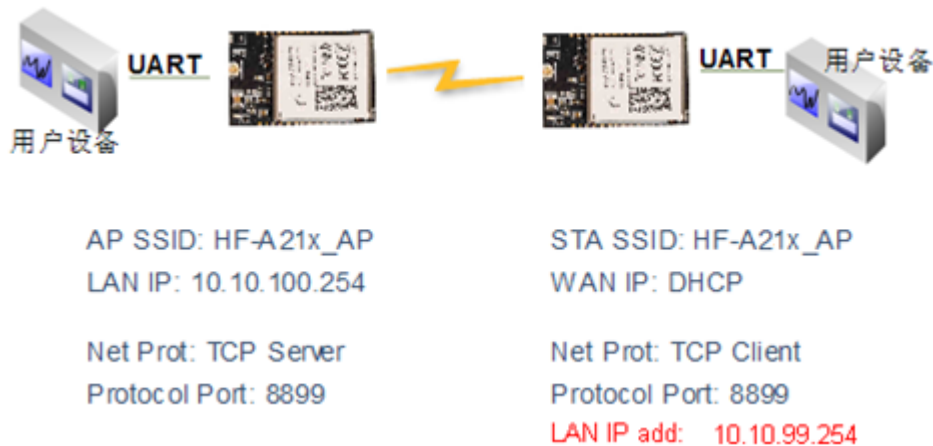 UART
用户设备
UART
用户设备
AP SSID: HF-A21x_AP
LAN IP: 10.10.100.254
Net Prot: TCP Server
Protocol Port: 8899
STA SSID: HF-A21x_AP
WAN IP: DHCP
Net Prot: TCP Client
Protocol Port: 8899
LAN IP add: 10.10.99.254